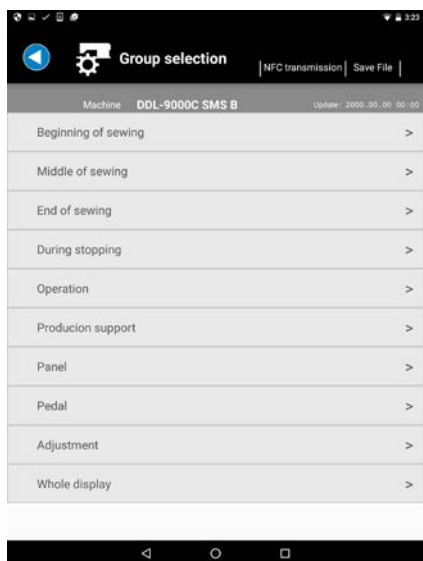 3:23
Group selection
NFC transmission Save File
Machine DDL-9000C SMS B Update: 2000.00.00 00:00
Beginning of sewing >
Middle of sewing >
End of sewing >
During stopping >
Operation >
Producion support >
Panel >
Pedal >
Adjustment >
Whole display >